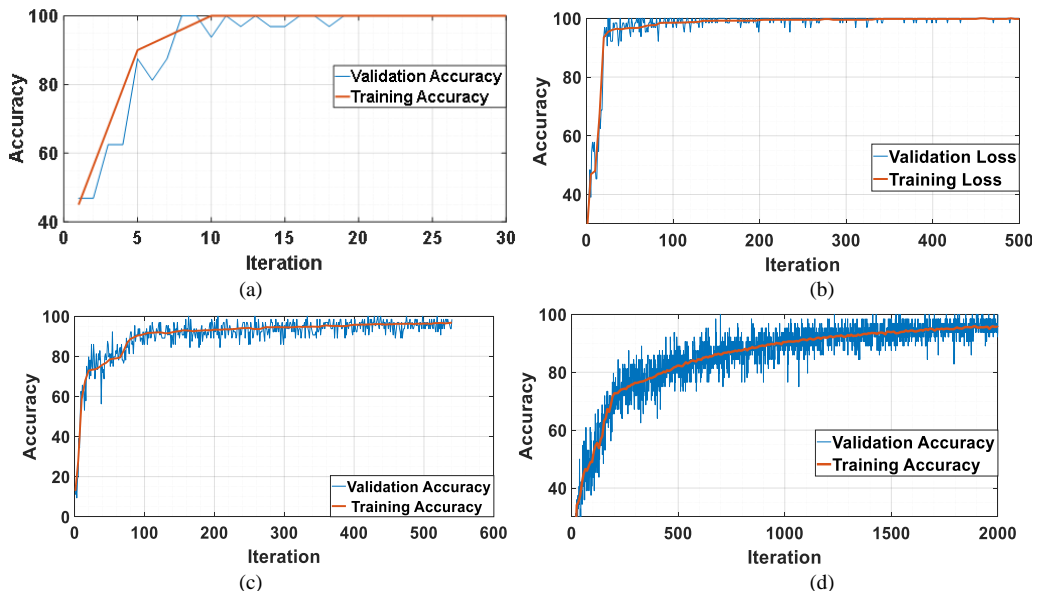 100
80
60
40
Accuracy
Validation Accuracy
Training Accuracy
0 5 10 15 20 25 30
Iteration
(a)
100
80
60
40
Accuracy
Validation Loss
Training Loss
0 100 200 300 400 500
Iteration
(b)
100
80
60
40
20
0
Accuracy
Validation Accuracy
Training Accuracy
0 100 200 300 400 500 600
Iteration
(c)
100
80
60
40
Accuracy
Validation Accuracy
Training Accuracy
0 500 1000 1500 2000
Iteration
(d)